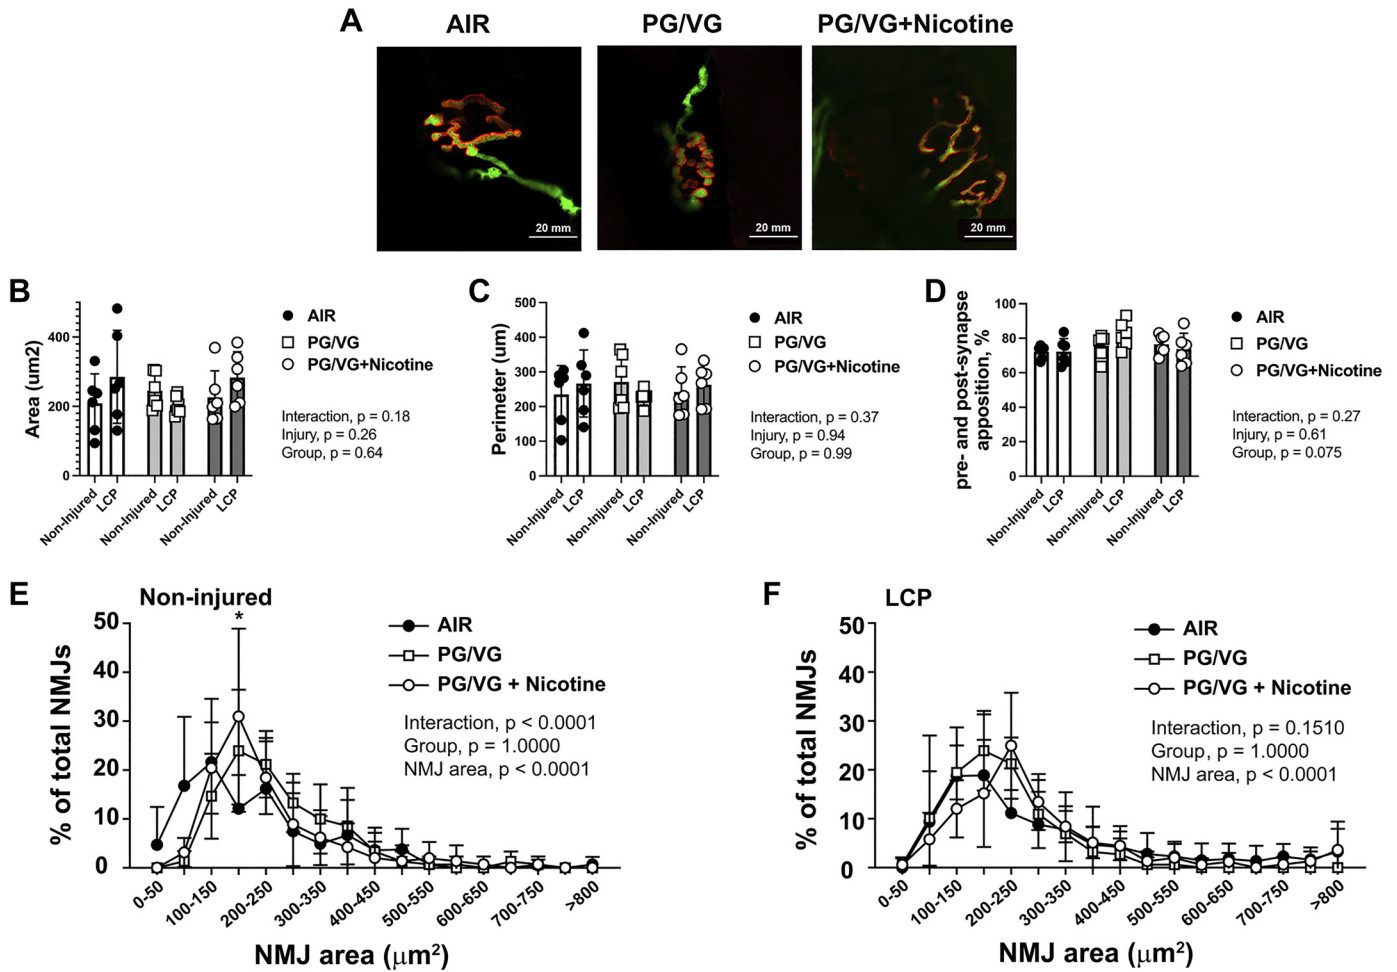 A
AIR
PG/VG
PG/VG+Nicotine
20 mm
20 mm
20 mm
B
Area (um2)
400
200
0
Non-Injured
LCP
Non-Injured
LCP
Non-Injured
LCP
AIR
PG/VG
PG/VG+Nicotine
Interaction, p = 0.18
Injury, p = 0.26
Group, p = 0.64
C
Perimeter (um)
500
400
300
200
100
0
Non-Injured
LCP
Non-Injured
LCP
Non-Injured
LCP
AIR
PG/VG
PG/VG+Nicotine
Interaction, p = 0.37
Injury, p = 0.94
Group, p = 0.99
D
pre- and post-synapse
apposition, %
100
80
60
40
20
0
Non-Injured
LCP
Non-Injured
LCP
Non-Injured
LCP
AIR
PG/VG
PG/VG+Nicotine
Interaction, p = 0.27
Injury, p = 0.61
Group, p = 0.075
E
Non-injured
*
% of total NMJs
50
40
30
20
10
0
AIR
PG/VG
PG/VG + Nicotine
Interaction, p < 0.0001
Group, p = 1.0000
NMJ area, p < 0.0001
0-50
100-150
200-250
300-350
400-450
500-550
600-650
700-750
>800
NMJ area (μm²)
F
LCP
% of total NMJs
50
40
30
20
10
0
AIR
PG/VG
PG/VG + Nicotine
Interaction, p = 0.1510
Group, p = 1.0000
NMJ area, p < 0.0001
0-50
100-150
200-250
300-350
400-450
500-550
600-650
700-750
>800
NMJ area (μm²)